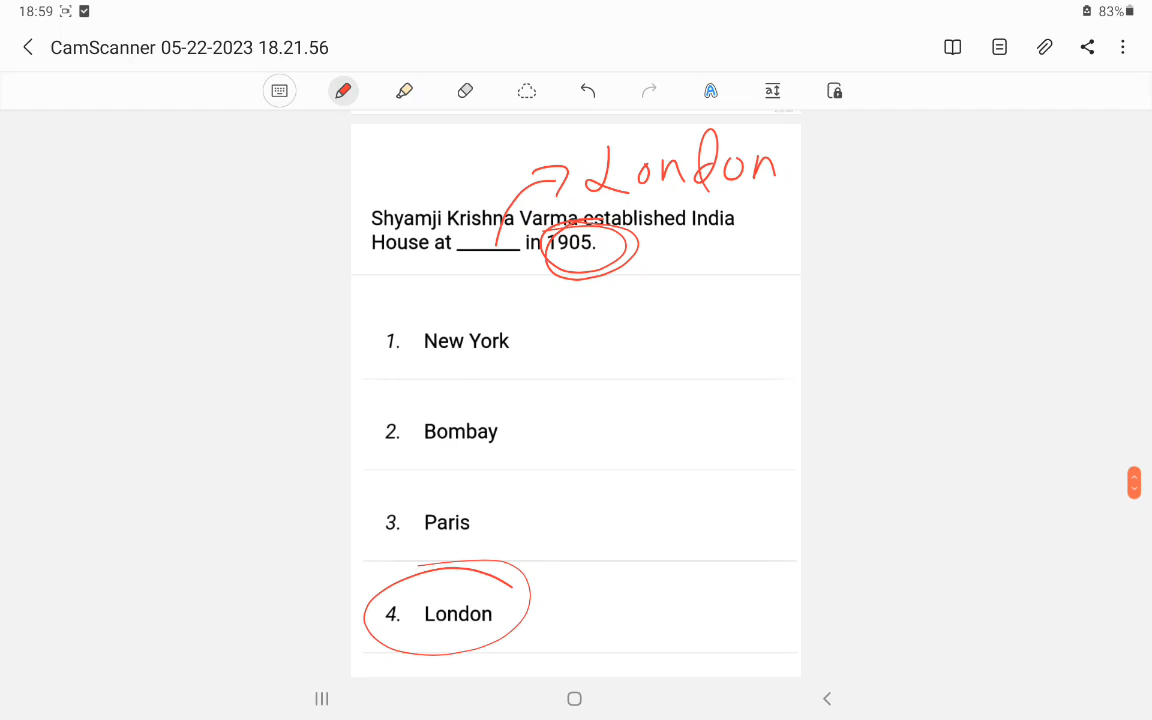 18:59
83%
CamScanner 05-22-2023 18.21.56
London
Shyamji Krishna Varma established India
House at ______ in 1905.
1. New York
2. Bombay
3. Paris
4. London